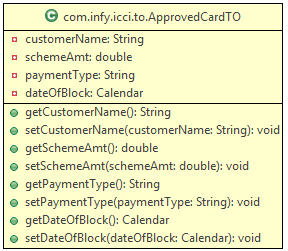 C com.infy.icci.to.ApprovedCardTO
customerName: String
schemeAmt: double
paymentType: String
dateOfBlock: Calendar
getCustomerName(): String
setCustomerName(customerName: String): void
getSchemeAmt(): double
setSchemeAmt(schemeAmt: double): void
getPaymentType(): String
setPaymentType(paymentType: String): void
getDateOfBlock(): Calendar
setDateOfBlock(dateOfBlock: Calendar): void